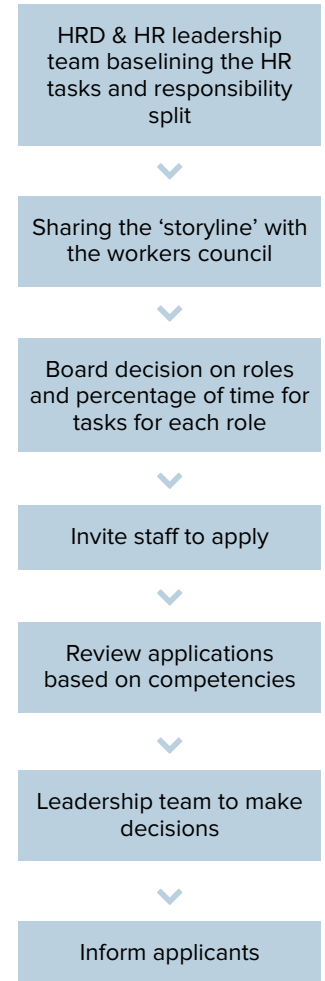 HRD & HR leadership
team baselining the HR
tasks and responsibility
split
Sharing the ‘storyline’ with
the workers council
Board decision on roles
and percentage of time for
tasks for each role
Invite staff to apply
Review applications
based on competencies
Leadership team to make
decisions
Inform applicants